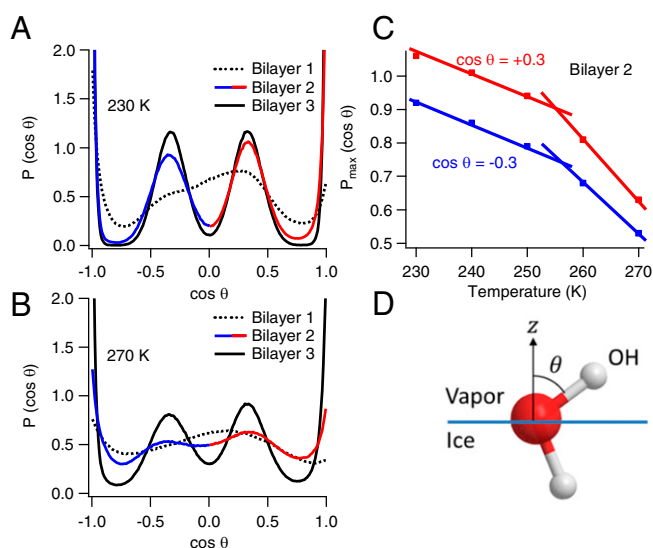 A
2.0
1.5
1.0
0.5
0.0
P (cos θ)
230 K
Bilayer 1
Bilayer 2
Bilayer 3
-1.0 -0.5 0.0 0.5 1.0
cos θ
B
2.0
1.5
1.0
0.5
0.0
P (cos θ)
270 K
Bilayer 1
Bilayer 2
Bilayer 3
-1.0 -0.5 0.0 0.5 1.0
cos θ
C
1.0
0.9
0.8
0.7
0.6
0.5
Pmax (cos θ)
cos θ = +0.3
Bilayer 2
cos θ = -0.3
230 240 250 260 270
Temperature (K)
D
z
θ
OH
Vapor
Ice